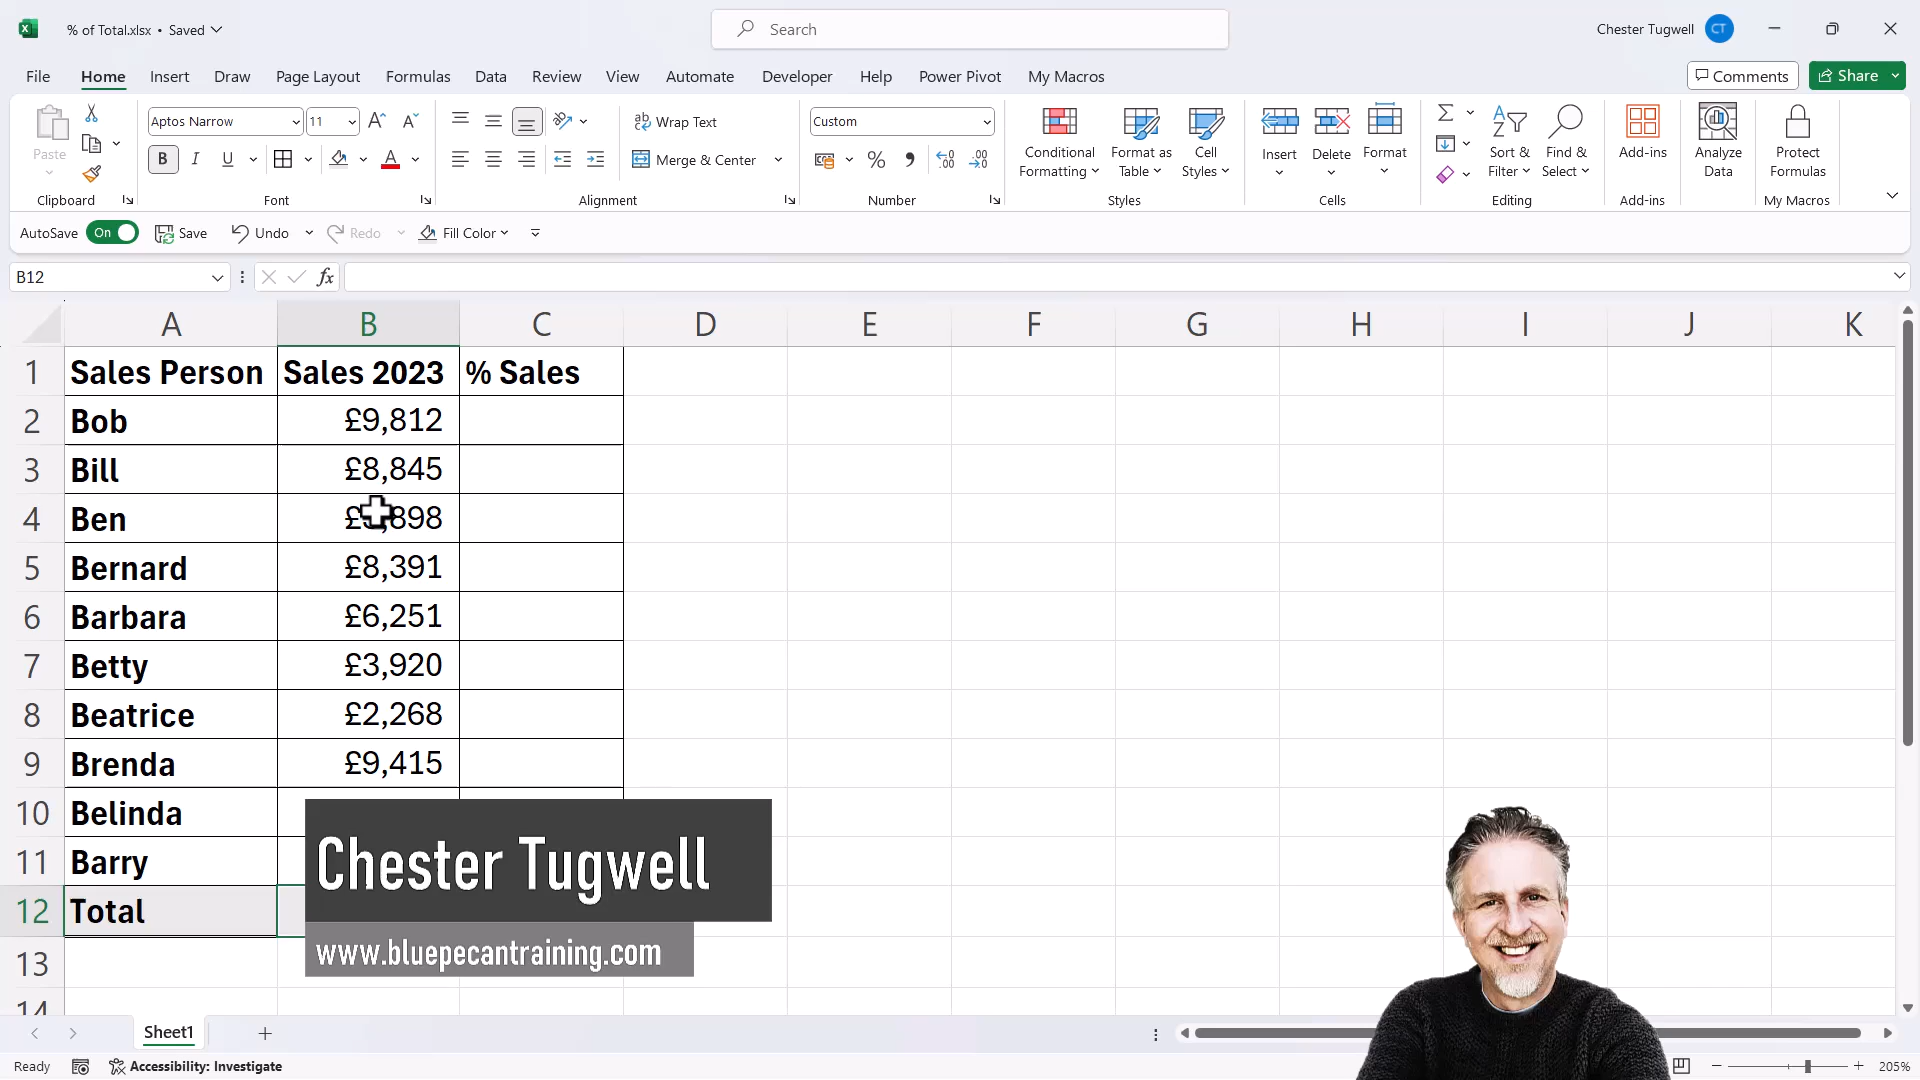 % of Total.xlsx • Saved
Search
Chester Tugwell CT
File Home Insert Draw Page Layout Formulas Data Review View Automate Developer Help Power Pivot My Macros
Comments Share
Paste
Clipboard
Aptos Narrow 11
B I U
Font
Wrap Text
Merge & Center
Alignment
Custom
Number
Conditional Formatting
Format as Table
Cell Styles
Styles
Insert Delete Format
Cells
Sort & Filter
Find & Select
Editing
Add-ins
Add-ins
Analyze Data
Protect Formulas
My Macros
AutoSave On Save Undo Redo Fill Color
B12 fx
A B C D E F G H I J K
1 Sales Person Sales 2023 % Sales
2 Bob £9,812
3 Bill £8,845
4 Ben
5 Bernard £8,391
6 Barbara £6,251
7 Betty £3,920
8 Beatrice £2,268
9 Brenda £9,415
10 Belinda
11 Barry
12 Total
13
14
Chester Tugwell
www.bluepecantraining.com
Sheet1
Ready Accessibility: Investigate 205%